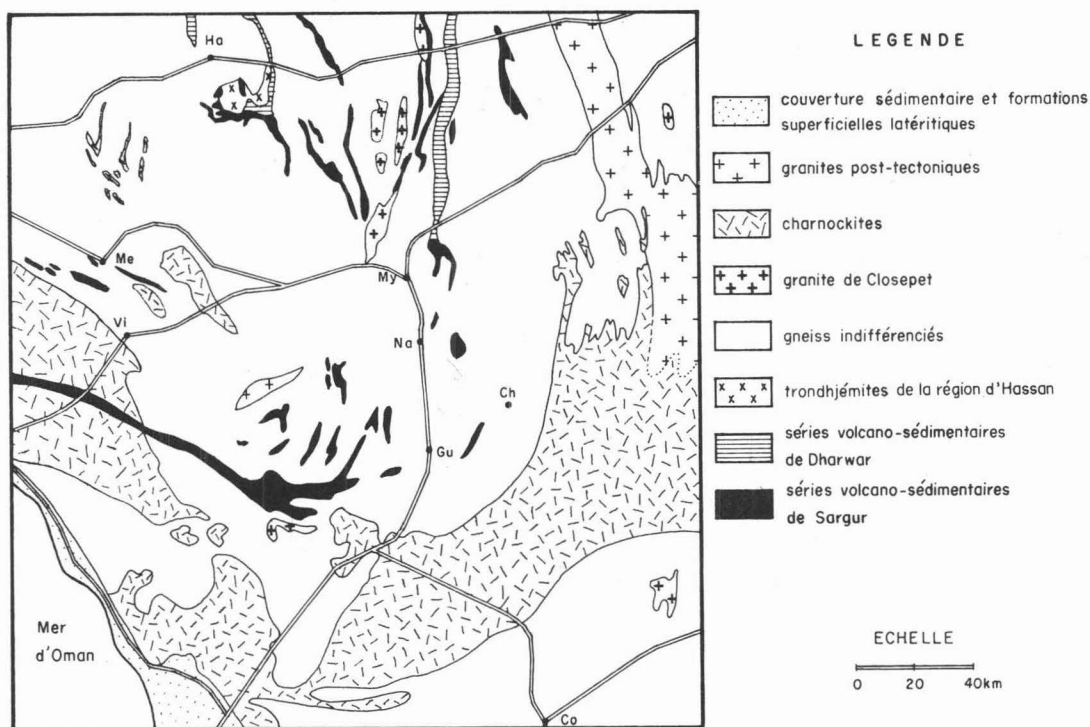 Ha
Me
Vi
My
Na
Ch
Gu
Mer
d'Oman
Co
LEGENDE
couverture sédimentaire et formations
superficielles latéritiques
granites post-tectoniques
charnockites
granite de Closepet
gneiss indifférenciés
trondhjémites de la région d'Hassan
séries volcano-sédimentaires
de Dharwar
séries volcano-sédimentaires
de Sargur
ECHELLE
0 20 40km